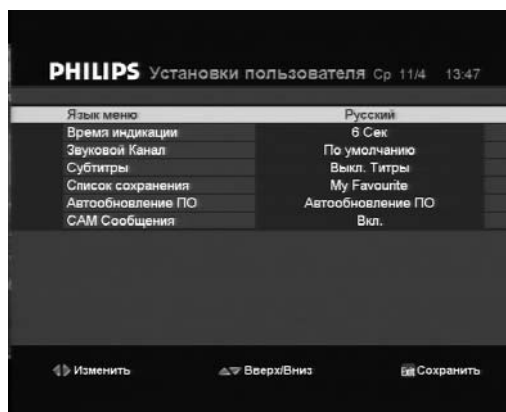 PHILIPS Установки пользователя Ср 11/4 13:47
Язык меню Русский
Время индикации 6 Сек
Звуковой Канал По умолчанию
Субтитры Выкл. Титры
Список сохранения My Favourite
Автообновление ПО Автообновление ПО
САМ Сообщения Вкл.
Изменить Вверх/Вниз Exit Сохранить